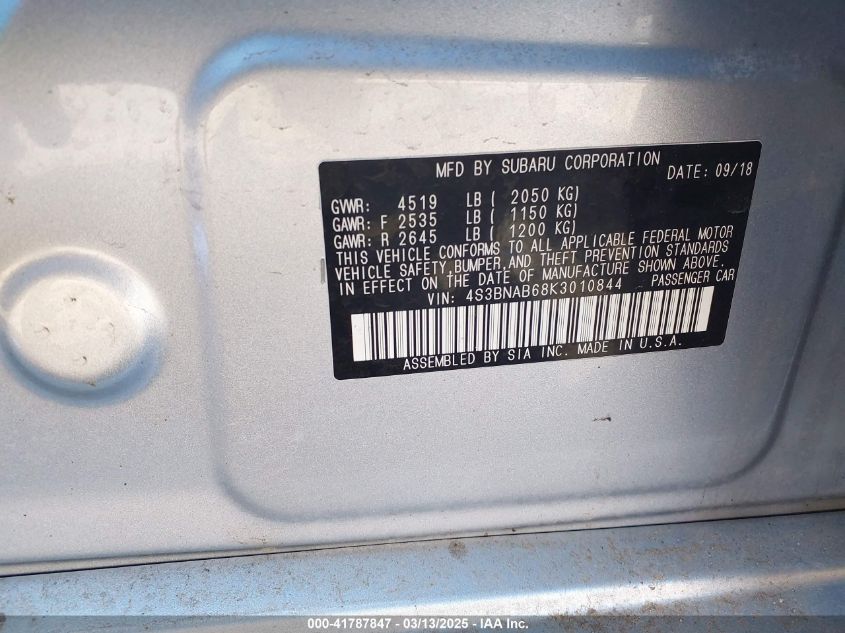 MFD BY SUBARU CORPORATION DATE: 09/18
GVWR: 4519 LB ( 2050 KG)
GAWR: F 2535 LB ( 1150 KG)
GAWR: R 2645 LB ( 1200 KG)
THIS VEHICLE CONFORMS TO ALL APPLICABLE FEDERAL MOTOR
VEHICLE SAFETY,BUMPER,AND THEFT PREVENTION STANDARDS
IN EFFECT ON THE DATE OF MANUFACTURE SHOWN ABOVE.
VIN: 4S3BNAB68K3010844 PASSENGER CAR
ASSEMBLED BY SIA INC. MADE IN U.S.A.
000-41787847 — 03/13/2025 — IAA Inc.